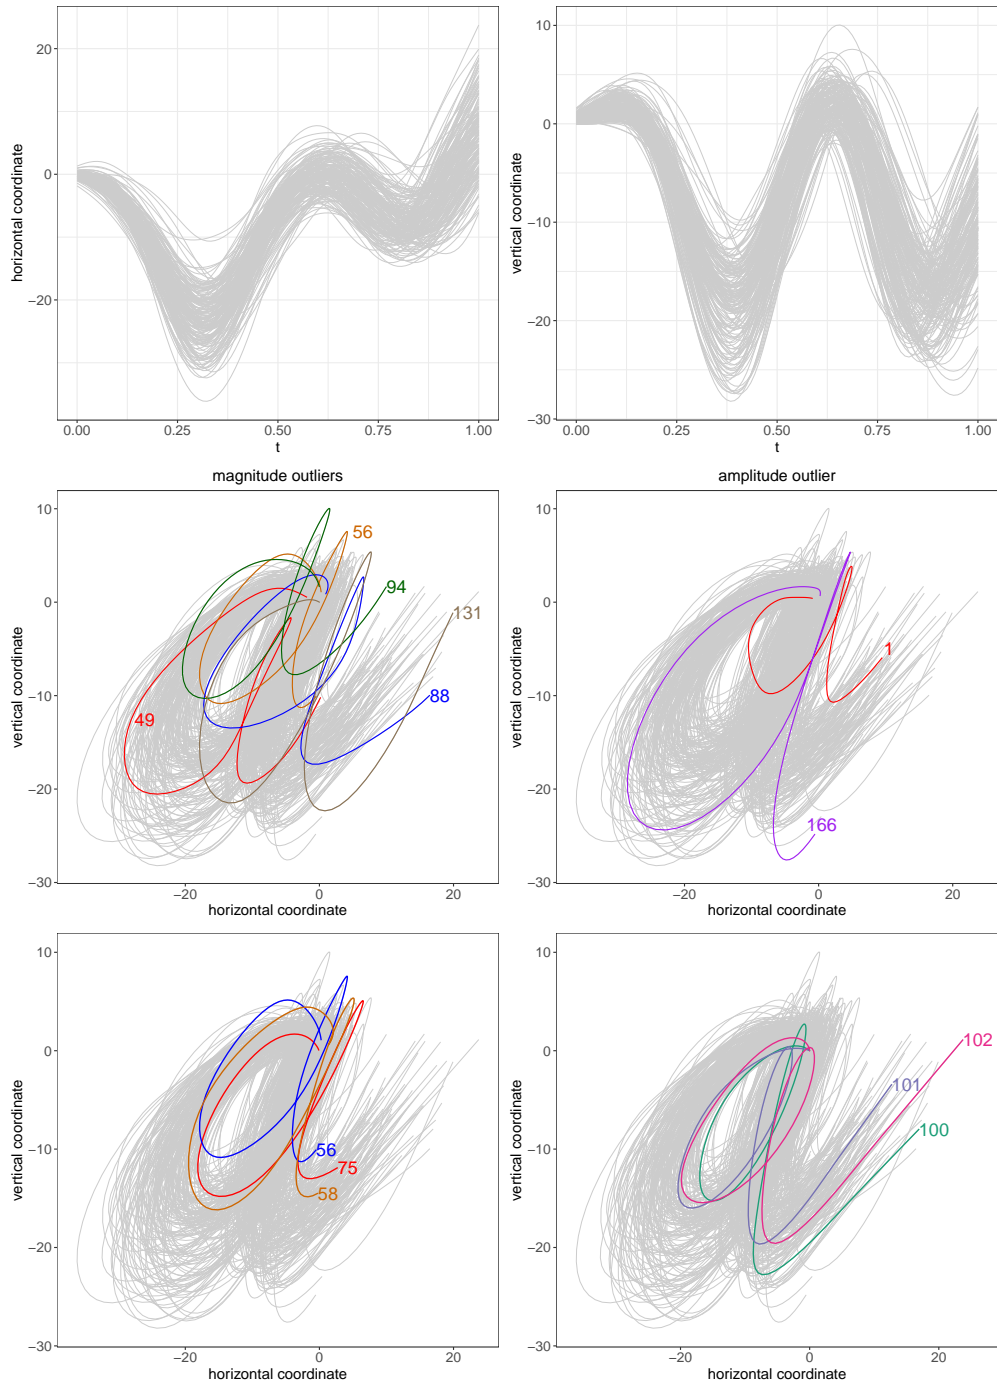 20
0
−20
horizontal coordinate
0.00 0.25 0.50 0.75 1.00
t
10
0
−10
−20
−30
vertical coordinate
0.00 0.25 0.50 0.75 1.00
t
magnitude outliers
10
0
−10
−20
−30
vertical coordinate
56
94
131
49
88
−20 0 20
horizontal coordinate
amplitude outlier
10
0
−10
−20
−30
vertical coordinate
1
166
−20 0 20
horizontal coordinate
10
0
−10
−20
−30
vertical coordinate
56
75
58
−20 0 20
horizontal coordinate
10
0
−10
−20
−30
vertical coordinate
102
101
100
−20 0 20
horizontal coordinate